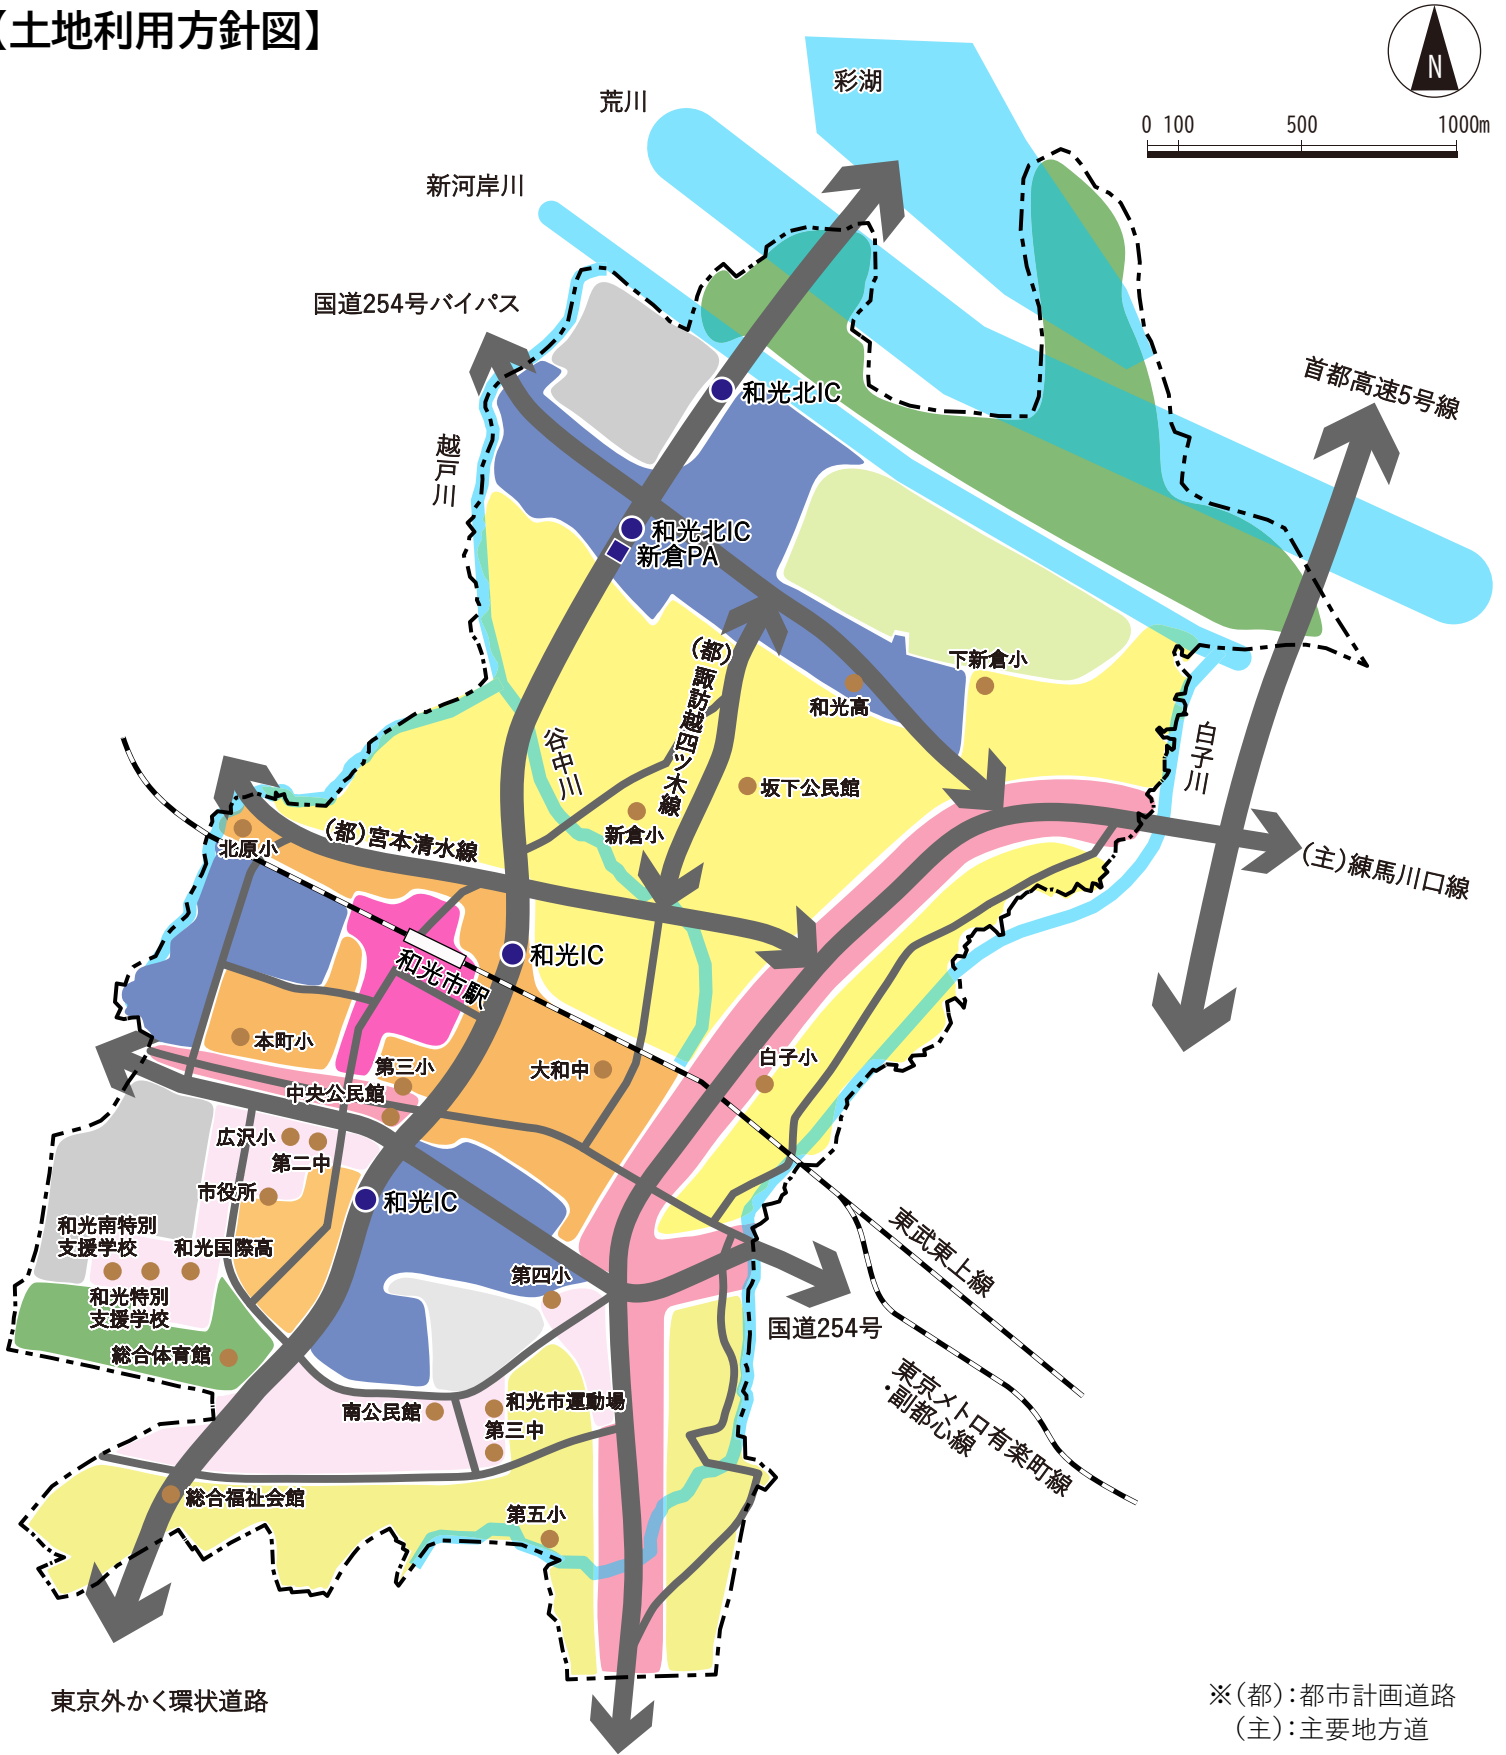 【土地利用方針図】
N
0 100 500 1000m
彩湖
荒川
新河岸川
国道254号バイパス
首都高速5号線
和光北IC
越戸川
和光北IC
新倉PA
(都)諏訪越四ツ木線
下新倉小
和光高
白子川
谷中川
坂下公民館
新倉小
(都)宮本清水線
北原小
(主)練馬川口線
和光IC
和光市駅
本町小
第三小
大和中
白子小
中央公民館
広沢小
第二中
市役所
和光IC
和光南特別
支援学校
和光国際高
東武東上線
第四小
和光特別
支援学校
国道254号
総合体育館
東京メトロ有楽町線
・副都心線
和光市運動場
南公民館
第三中
総合福祉会館
第五小
東京外かく環状道路
※(都)：都市計画道路
(主)：主要地方道